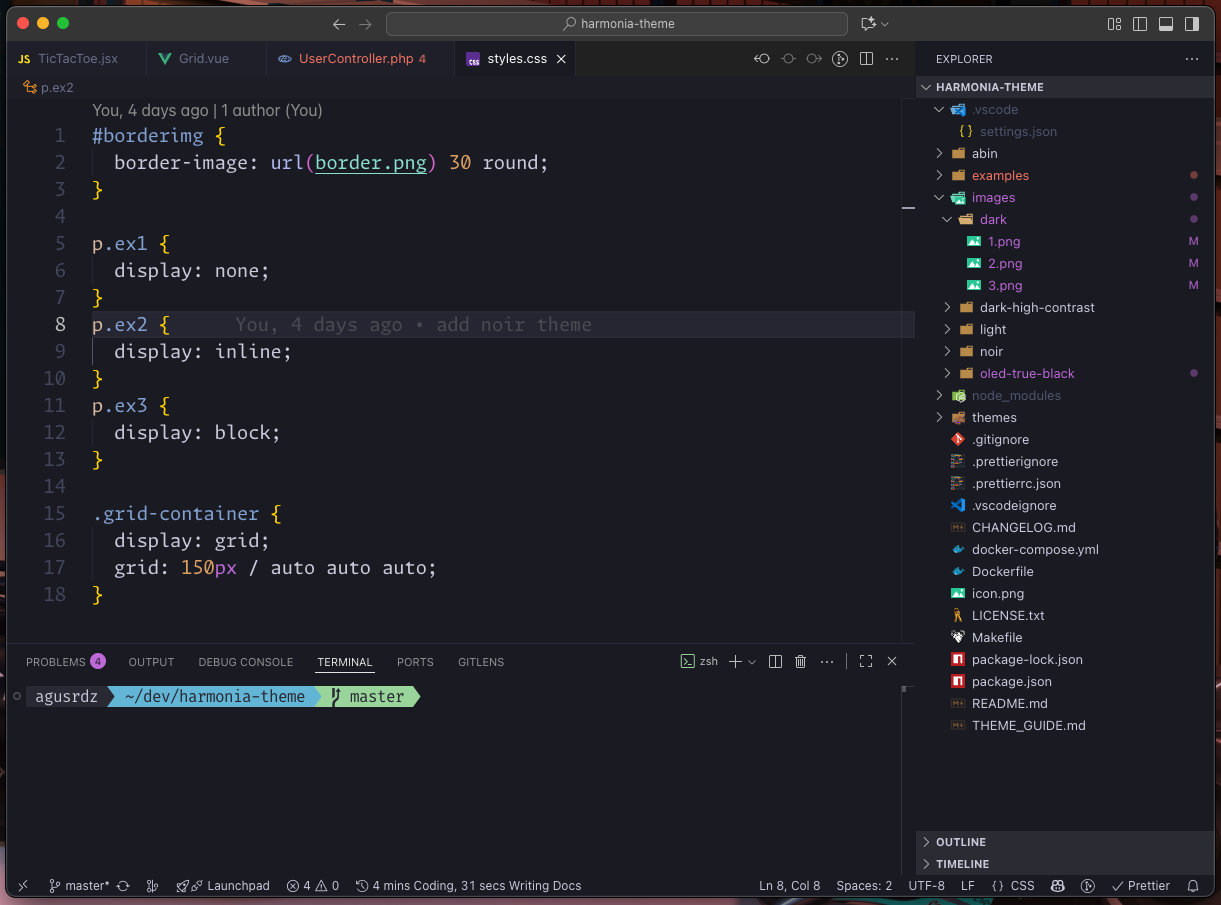 harmonia-theme
JS TicTacToe.jsx
Grid.vue
UserController.php 4
CSS styles.css
p.ex2
You, 4 days ago | 1 author (You)
1 #borderimg {
2 border-image: url(border.png) 30 round;
3 }
4
5 p.ex1 {
6 display: none;
7 }
8 p.ex2 { You, 4 days ago • add noir theme
9 display: inline;
10 }
11 p.ex3 {
12 display: block;
13 }
14
15 .grid-container {
16 display: grid;
17 grid: 150px / auto auto auto;
18 }
EXPLORER
HARMONIA-THEME
.vscode
{} settings.json
abin
examples
images
dark
1.png M
2.png M
3.png M
dark-high-contrast
light
noir
oled-true-black
node_modules
themes
.gitignore
.prettierignore
.prettierrc.json
.vscodeignore
CHANGELOG.md
docker-compose.yml
Dockerfile
icon.png
LICENSE.txt
Makefile
package-lock.json
package.json
README.md
THEME_GUIDE.md
OUTLINE
TIMELINE
PROBLEMS 4 OUTPUT DEBUG CONSOLE TERMINAL PORTS GITLENS
zsh
agusrdz ~/dev/harmonia-theme master
master* Launchpad 4 0 4 mins Coding, 31 secs Writing Docs Ln 8, Col 8 Spaces: 2 UTF-8 LF {} CSS Prettier